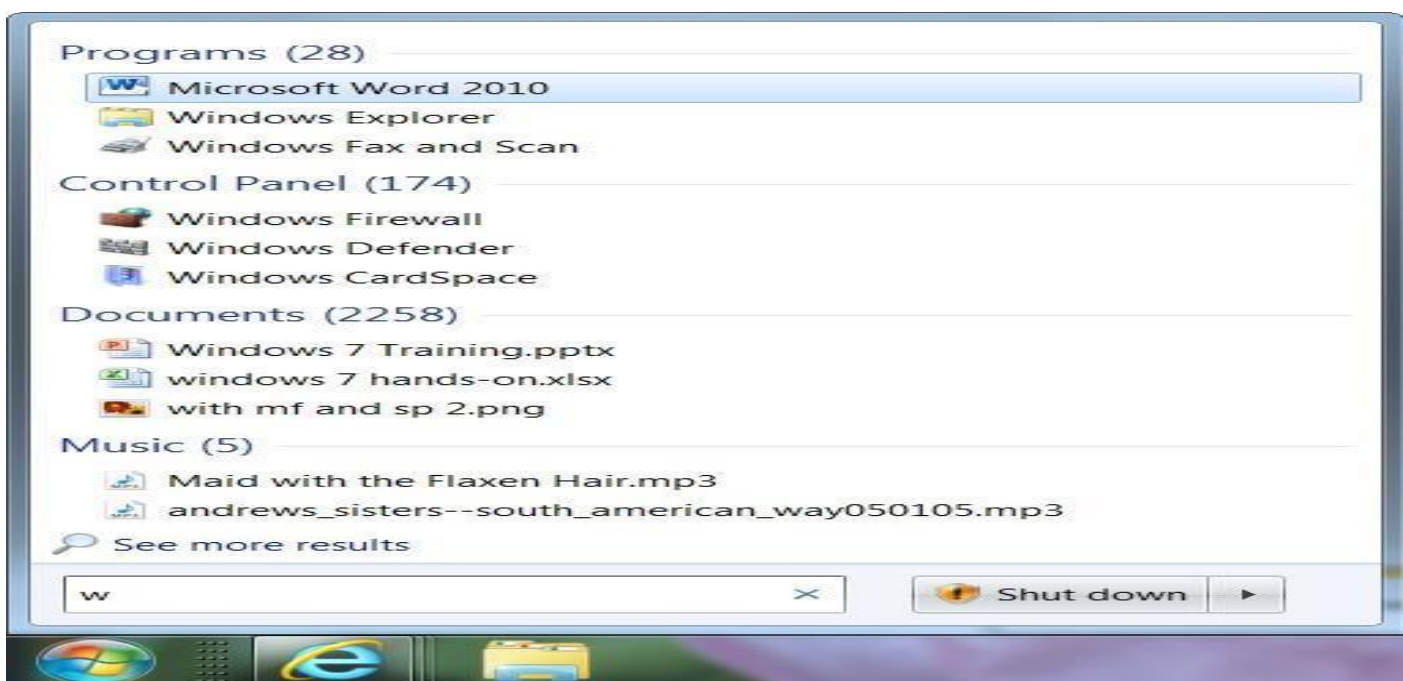 Programs (28)
Microsoft Word 2010
Windows Explorer
Windows Fax and Scan
Control Panel (174)
Windows Firewall
Windows Defender
Windows CardSpace
Documents (2258)
Windows 7 Training.pptx
windows 7 hands-on.xlsx
with mf and sp 2.png
Music (5)
Maid with the Flaxen Hair.mp3
andrews_sisters--south_american_way050105.mp3
See more results
w
Shut down